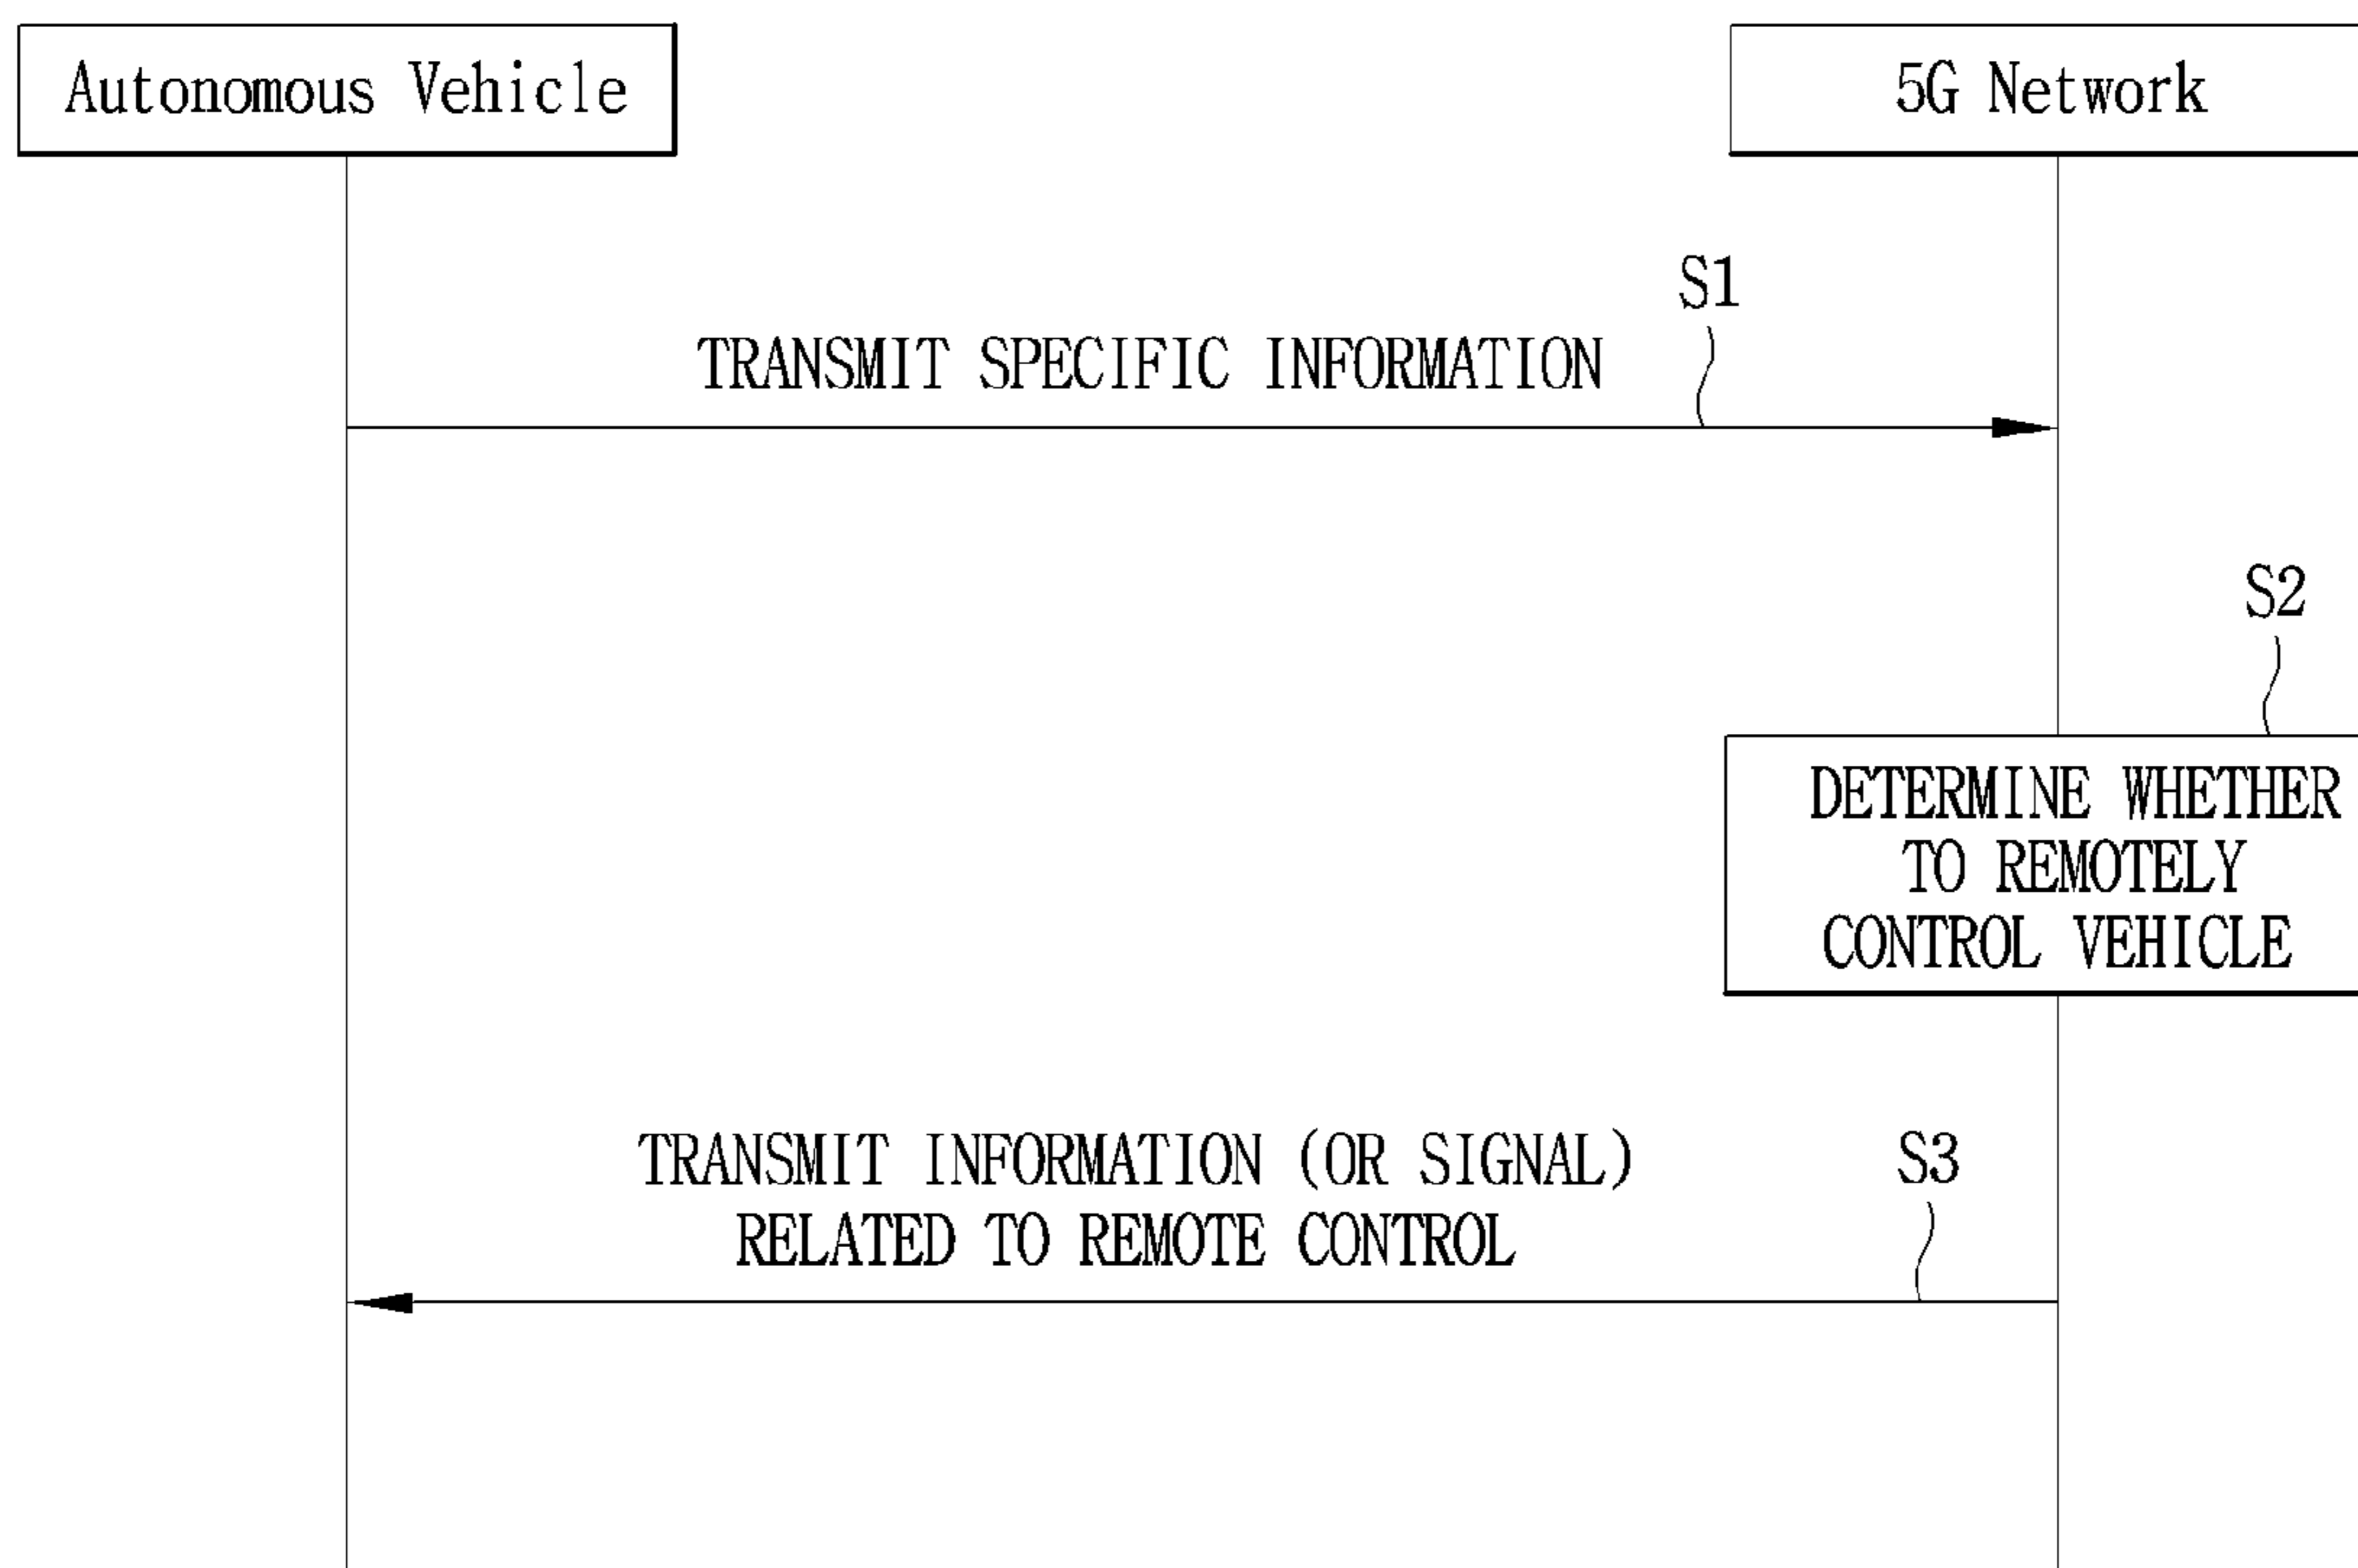 Autonomous Vehicle
5G Network
S1
TRANSMIT SPECIFIC INFORMATION
S2
DETERMINE WHETHER
TO REMOTELY
CONTROL VEHICLE
TRANSMIT INFORMATION (OR SIGNAL)
RELATED TO REMOTE CONTROL
S3